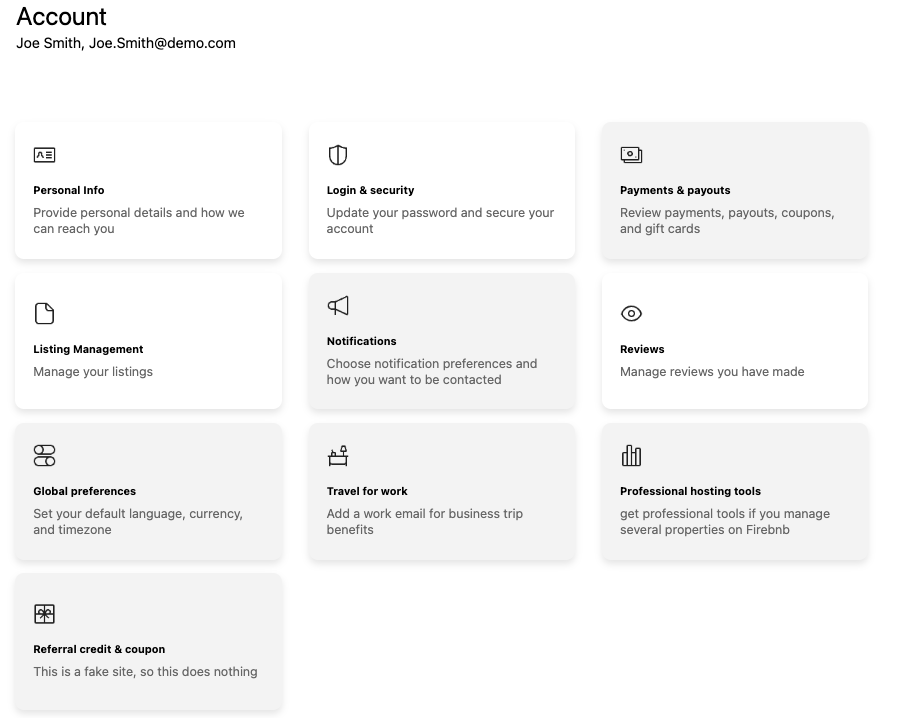 Account
Joe Smith, Joe.Smith@demo.com
Personal Info
Provide personal details and how we
can reach you
Login & security
Update your password and secure your
account
Payments & payouts
Review payments, payouts, coupons,
and gift cards
Listing Management
Manage your listings
Notifications
Choose notification preferences and
how you want to be contacted
Reviews
Manage reviews you have made
Global preferences
Set your default language, currency,
and timezone
Travel for work
Add a work email for business trip
benefits
Professional hosting tools
get professional tools if you manage
several properties on Firebnb
Referral credit & coupon
This is a fake site, so this does nothing